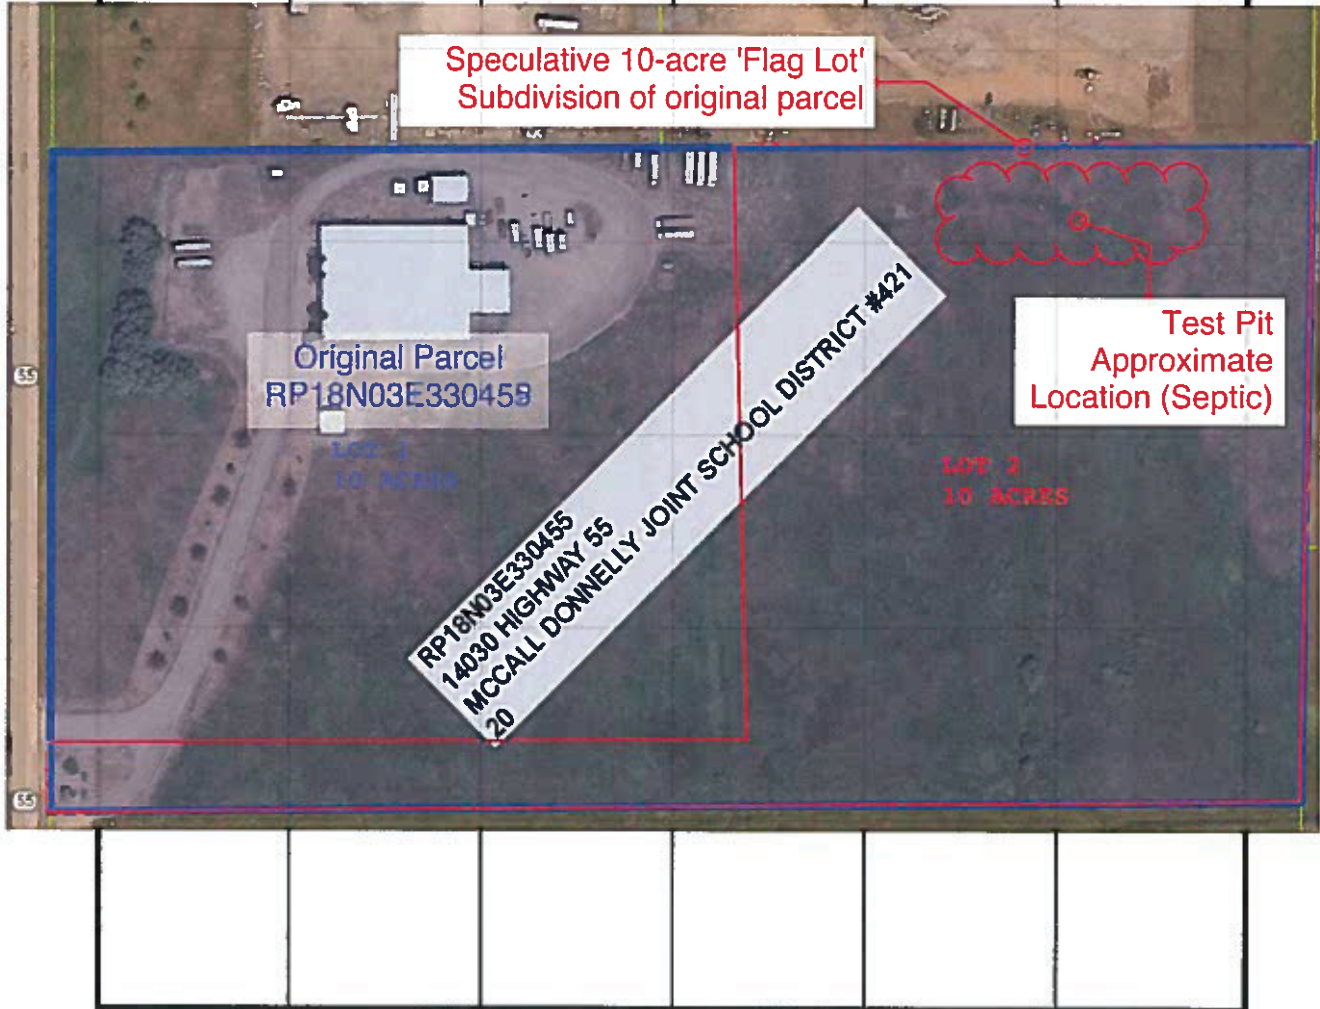 Speculative 10-acre 'Flag Lot'
Subdivision of original parcel
Original Parcel
RP18N03E330458
LOT 1
10 ACRES
RP18N03E330455
14030 HIGHWAY 55
MCCALL DONNELLY JOINT SCHOOL DISTRICT #421
20
Test Pit
Approximate
Location (Septic)
LOT 2
10 ACRES
55
55